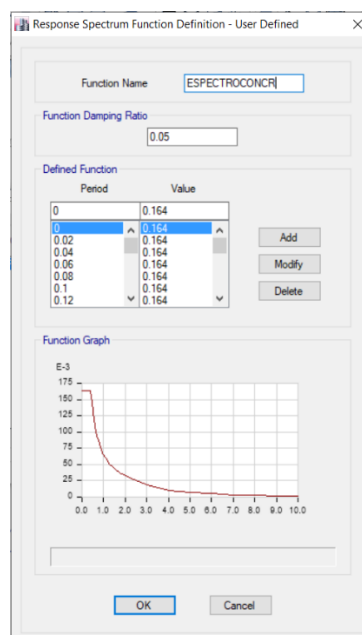 Response Spectrum Function Definition - User Defined
Function Name ESPECTROCONCR
Function Damping Ratio
0.05
Defined Function
Period Value
0 0.164
0 0.164
0.02 0.164
0.04 0.164
0.06 0.164
0.08 0.164
0.1 0.164
0.12 0.164
Add
Modify
Delete
Function Graph
E-3
175
150
125
100
75
50
25
0
0.0 1.0 2.0 3.0 4.0 5.0 6.0 7.0 8.0 9.0 10.0
OK Cancel